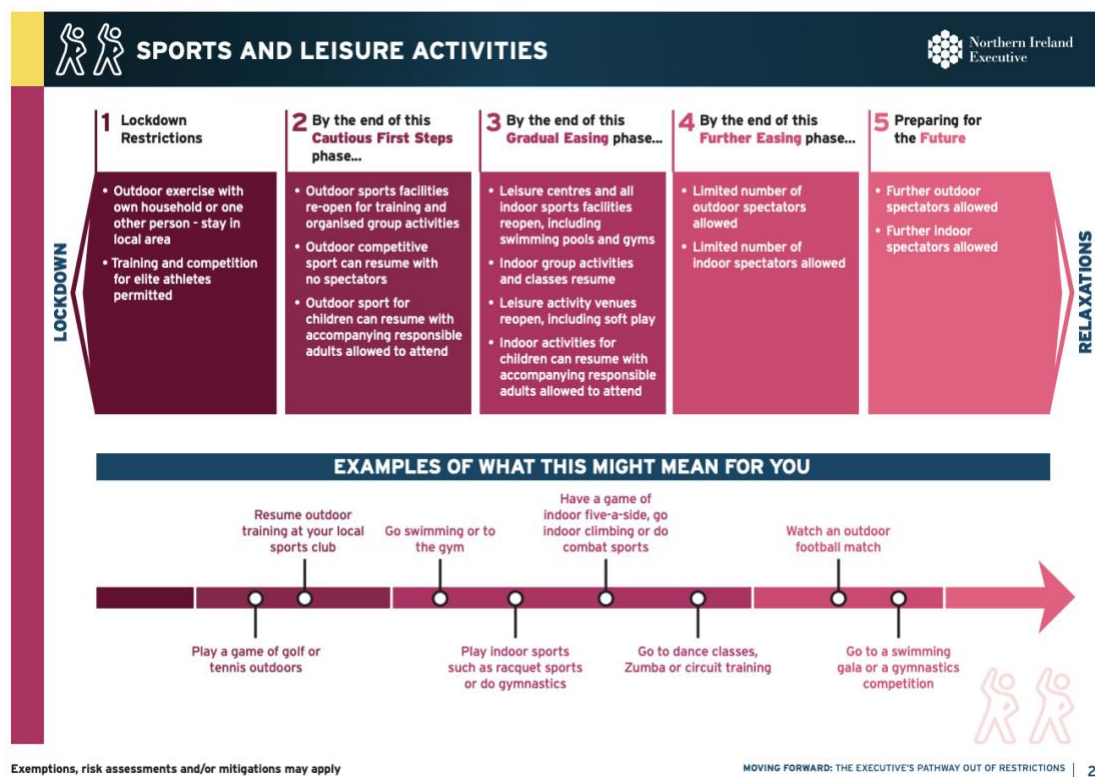 SPORTS AND LEISURE ACTIVITIES
Northern Ireland
Executive
1 Lockdown
Restrictions
2 By the end of this
Cautious First Steps
phase...
3 By the end of this
Gradual Easing phase...
4 By the end of this
Further Easing phase...
5 Preparing for
the Future
LOCKDOWN
• Outdoor exercise with
own household or one
other person - stay in
local area
• Training and competition
for elite athletes
permitted
• Outdoor sports facilities
re-open for training and
organised group activities
• Outdoor competitive
sport can resume with
no spectators
• Outdoor sport for
children can resume with
accompanying responsible
adults allowed to attend
• Leisure centres and all
indoor sports facilities
reopen, including
swimming pools and gyms
• Indoor group activities
and classes resume
• Leisure activity venues
reopen, including soft play
• Indoor activities for
children can resume with
accompanying responsible
adults allowed to attend
• Limited number of
outdoor spectators
allowed
• Limited number of
indoor spectators allowed
• Further outdoor
spectators allowed
• Further indoor
spectators allowed
RELAXATIONS
EXAMPLES OF WHAT THIS MIGHT MEAN FOR YOU
Resume outdoor
training at your local
sports club
Go swimming or to
the gym
Have a game of
indoor five-a-side, go
indoor climbing or do
combat sports
Watch an outdoor
football match
Play a game of golf or
tennis outdoors
Play indoor sports
such as racquet sports
or do gymnastics
Go to dance classes,
Zumba or circuit training
Go to a swimming
gala or a gymnastics
competition
Exemptions, risk assessments and/or mitigations may apply
MOVING FORWARD: THE EXECUTIVE'S PATHWAY OUT OF RESTRICTIONS | 2